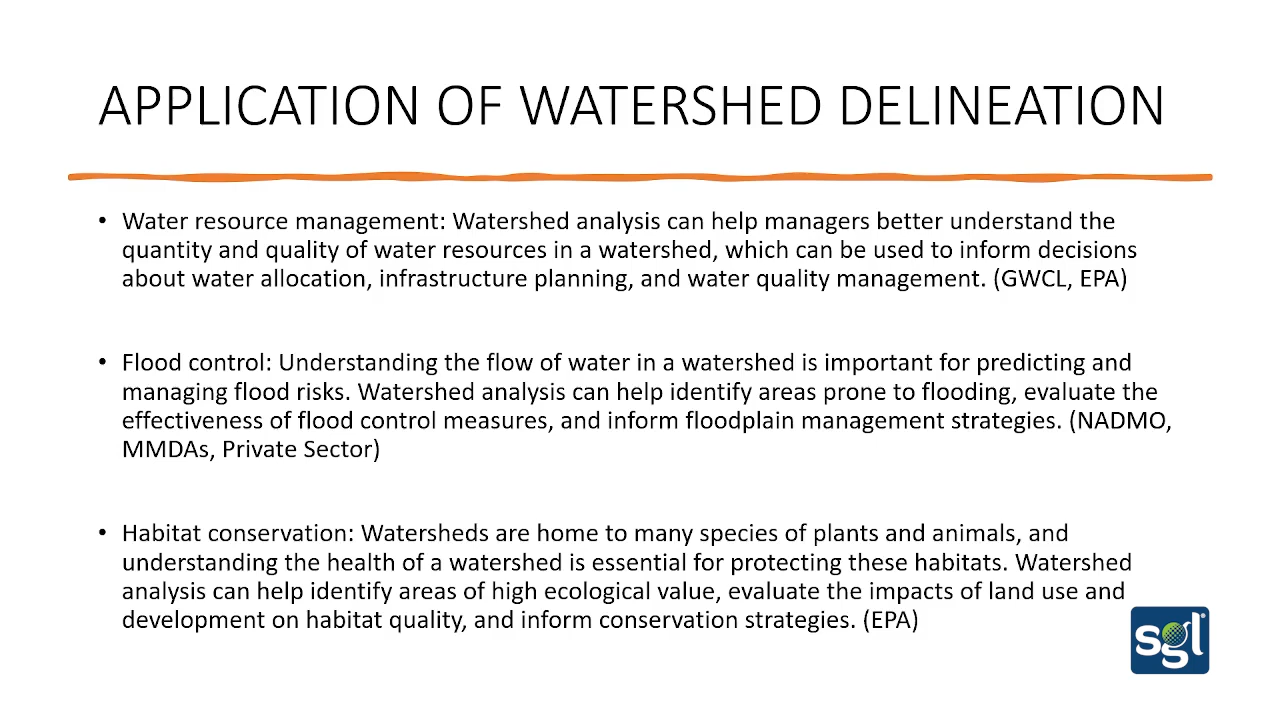 APPLICATION OF WATERSHED DELINEATION
• Water resource management: Watershed analysis can help managers better understand the
quantity and quality of water resources in a watershed, which can be used to inform decisions
about water allocation, infrastructure planning, and water quality management. (GWCL, EPA)
• Flood control: Understanding the flow of water in a watershed is important for predicting and
managing flood risks. Watershed analysis can help identify areas prone to flooding, evaluate the
effectiveness of flood control measures, and inform floodplain management strategies. (NADMO,
MMDAs, Private Sector)
• Habitat conservation: Watersheds are home to many species of plants and animals, and
understanding the health of a watershed is essential for protecting these habitats. Watershed
analysis can help identify areas of high ecological value, evaluate the impacts of land use and
development on habitat quality, and inform conservation strategies. (EPA)
sgl